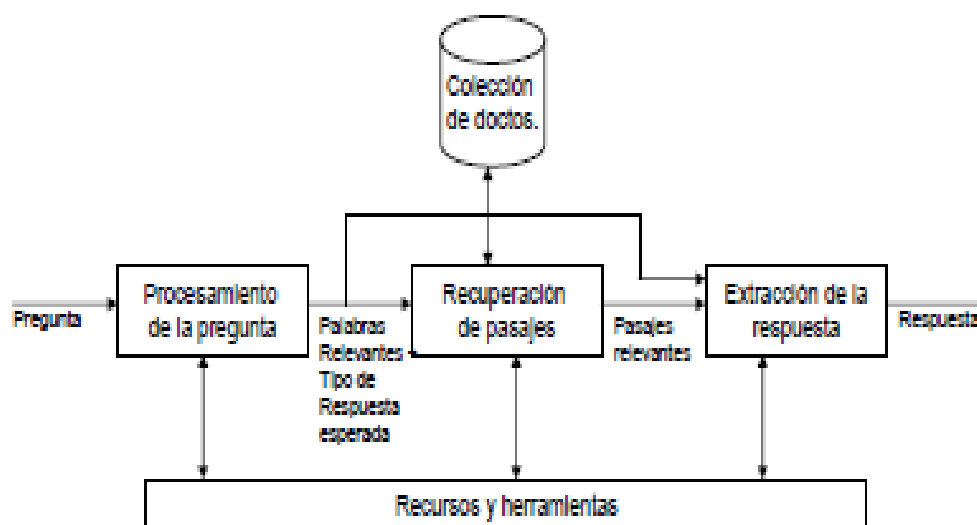 Colección
de doctos.
Pregunta
Procesamiento
de la pregunta
Palabras
Relevantes -
Tipo de
Respuesta
esperada
Recuperación
de pasajes
Pasajes
relevantes
Extracción de la
respuesta
Respuesta
Recursos y herramientas